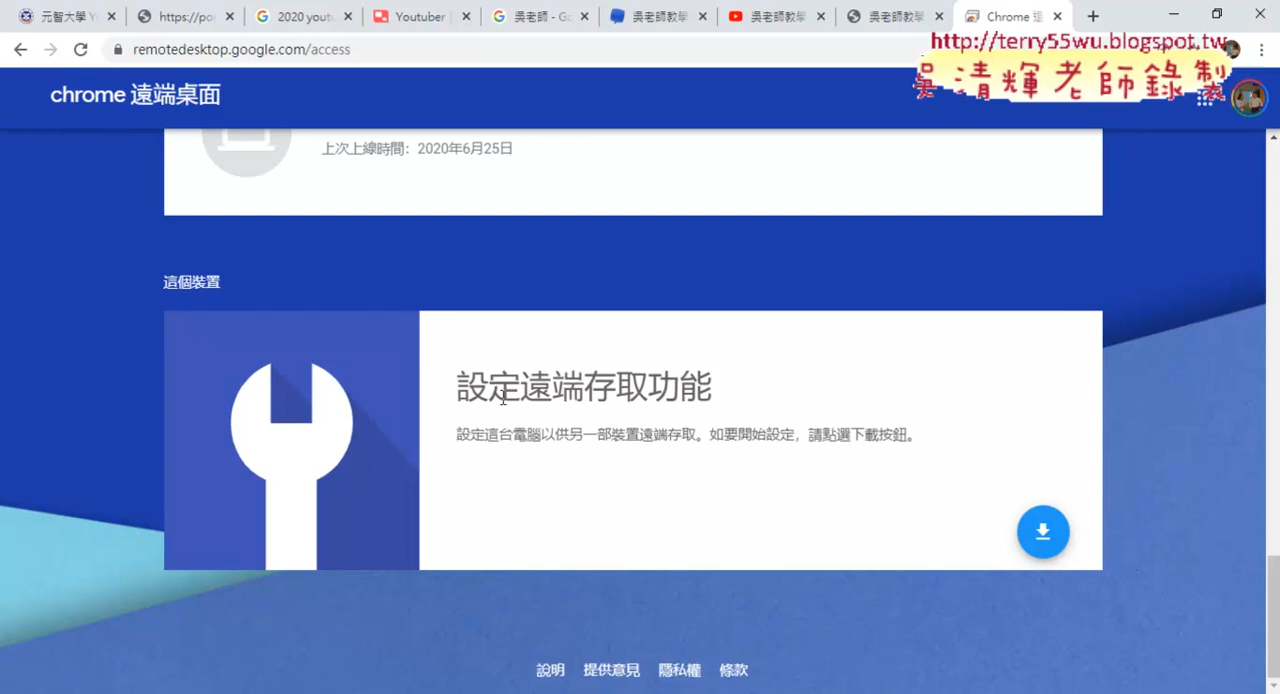 元智大學 Y
https://po
2020 yout
Youtuber
吳老師 - Go
吳老師教學
吳老師教學
吳老師教學
Chrome 遠
remotedesktop.google.com/access
http://terry55wu.blogspot.tw
吳清輝老師錄製
chrome 遠端桌面
上次上線時間：2020年6月25日
這個裝置
設定遠端存取功能
設定這台電腦以供另一部裝置遠端存取。如要開始設定，請點選下載按鈕。
說明 提供意見 隱私權 條款